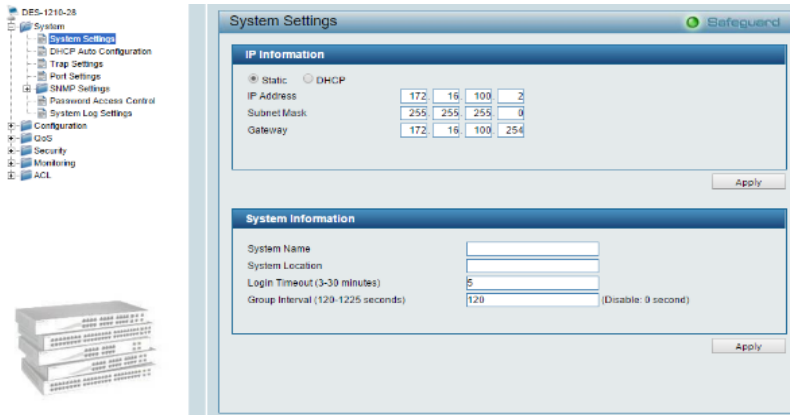 DES-1210-28
System
System Settings
DHCP Auto Configuration
Trap Settings
Port Settings
SNMP Settings
Password Access Control
System Log Settings
Configuration
QoS
Security
Monitoring
ACL
System Settings
Safeguard
IP Information
Static DHCP
IP Address 172. 16. 100. 2
Subnet Mask 255. 255. 255. 0
Gateway 172. 16. 100. 254
Apply
System Information
System Name
System Location
Login Timeout (3-30 minutes) 5
Group Interval (120-1225 seconds) 120 (Disable: 0 second)
Apply